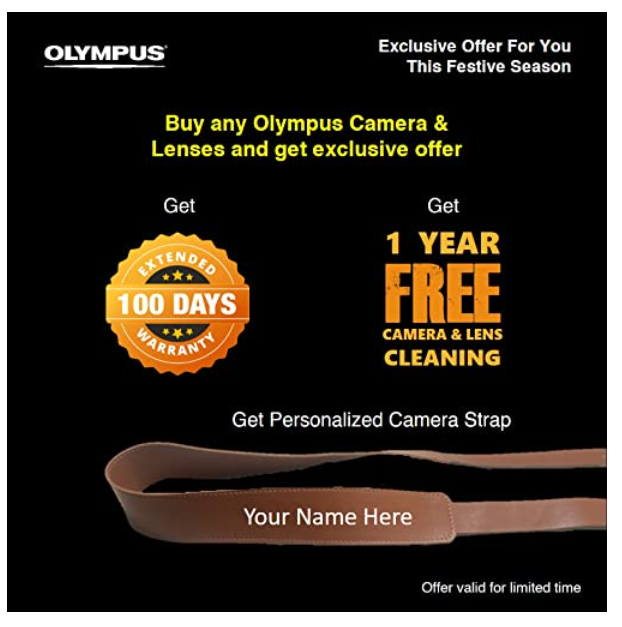 OLYMPUS
Exclusive Offer For You
This Festive Season
Buy any Olympus Camera &
Lenses and get exclusive offer
Get
EXTENDED
100 DAYS
WARRANTY
Get
1 YEAR
FREE
CAMERA & LENS
CLEANING
Get Personalized Camera Strap
Your Name Here
Offer valid for limited time